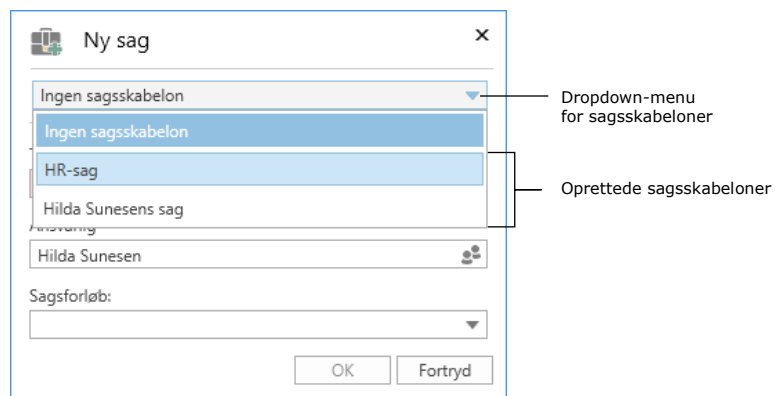 Ny sag
Ingen sagsskabelon
Dropdown-menu
for sagsskabeloner
Ingen sagsskabelon
HR-sag
Oprettede sagsskabeloner
Hilda Sunesens sag
Hilda Sunesen
Sagsforløb:
OK
Fortryd